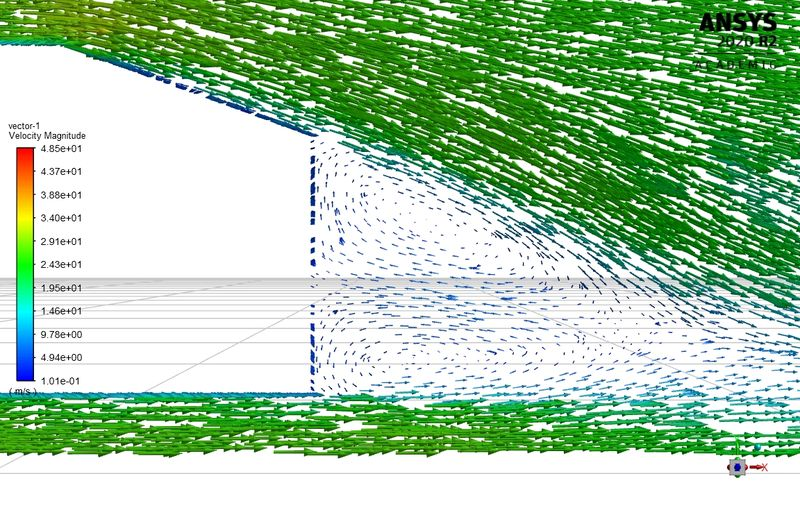 ANSYS
2020 R2
ACADEMIC
vector-1
Velocity Magnitude
4.85e+01
4.37e+01
3.88e+01
3.40e+01
2.91e+01
2.43e+01
1.95e+01
1.46e+01
9.78e+00
4.94e+00
1.01e-01
( m/s )
X